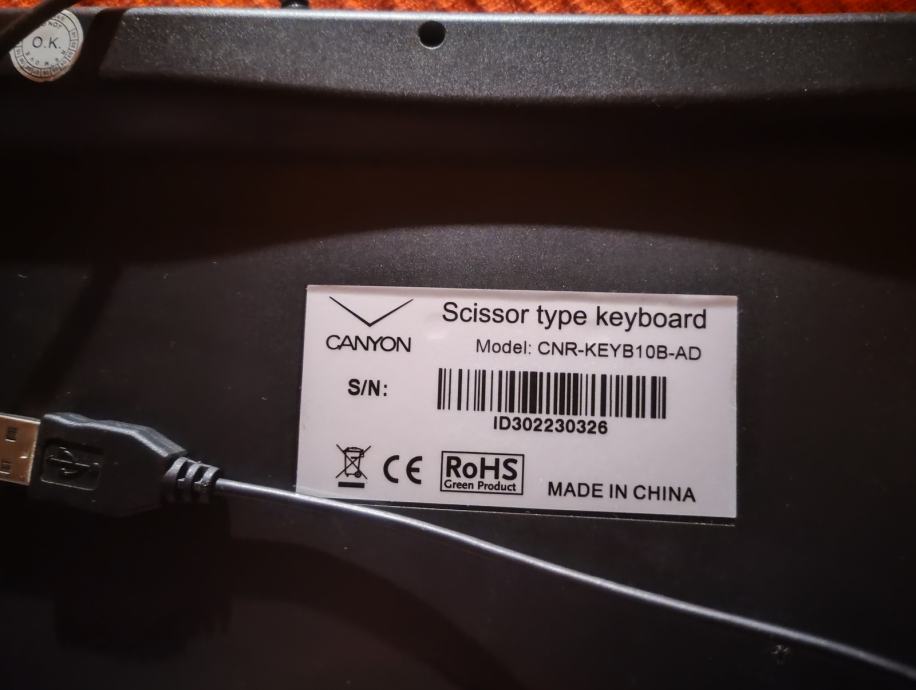 O.K.
Scissor type keyboard
CANYON
Model: CNR-KEYB10B-AD
S/N:
ID302230326
CE
RoHS
Green Product
MADE IN CHINA